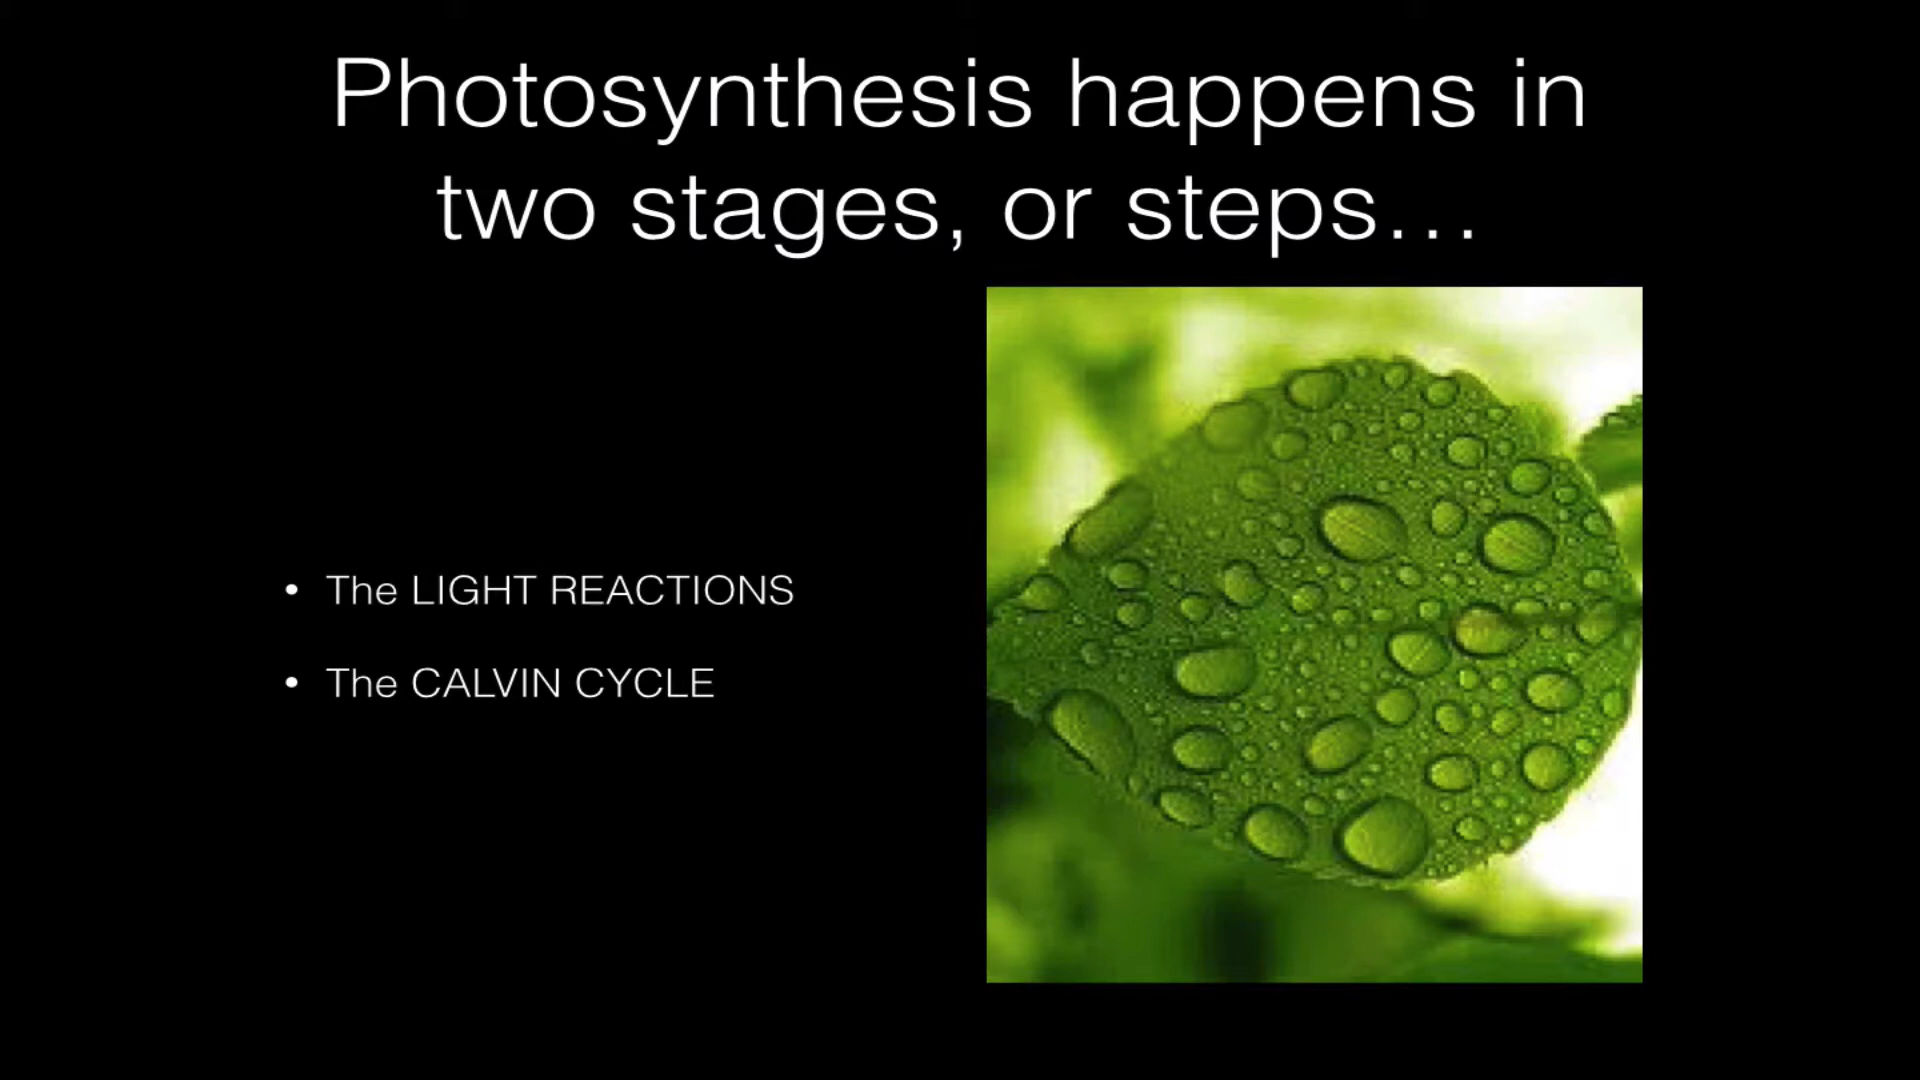 Photosynthesis happens in
two stages, or steps…
• The LIGHT REACTIONS
• The CALVIN CYCLE